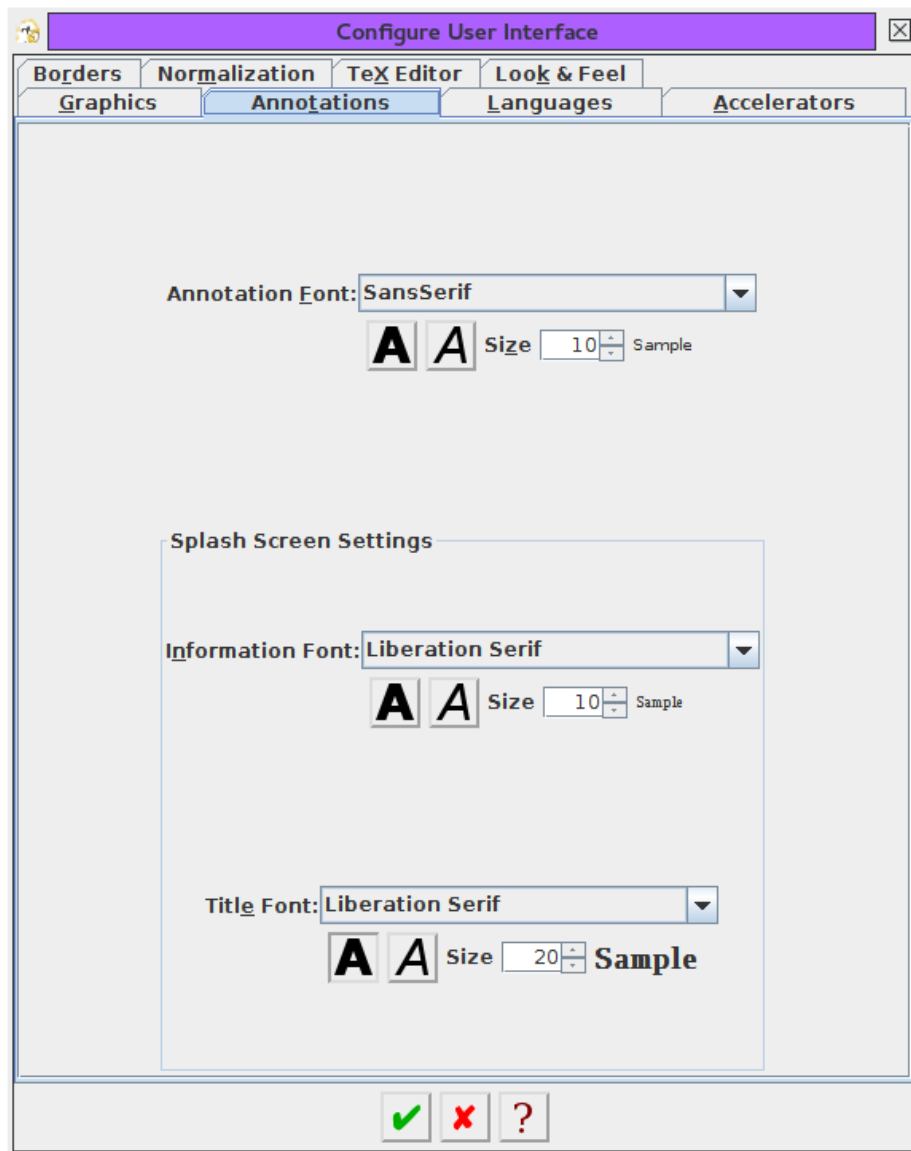 Configure User Interface
Borders Normalization TeX Editor Look & Feel
Graphics Annotations Languages Accelerators
Annotation Font: SansSerif
A A Size 10 Sample
Splash Screen Settings
Information Font: Liberation Serif
A A Size 10 Sample
Title Font: Liberation Serif
A A Size 20 Sample
?